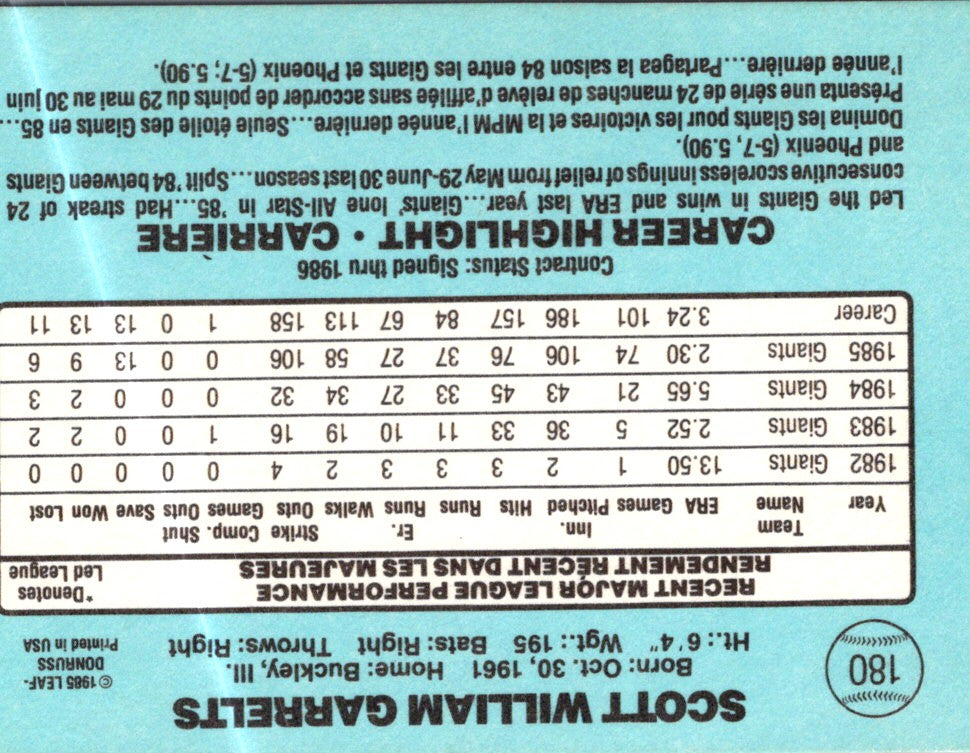 SCOTT WILLIAM GARRELTS
180
Born: Oct. 30, 1961 Home: Buckley, Ill.
Ht.: 6'4" Wgt.: 195 Bats: Right Throws: Right
© 1985 LEAF-
DONRUSS
Printed in USA
RECENT MAJOR LEAGUE PERFORMANCE
RENDEMENT RÉCENT DANS LES MAJEURES
*Denotes
Led League
Team Inn. Er. Strike Comp. Shut
Year Name ERA Games Pitched Hits Runs Runs Walks Outs Games Outs Save Won Lost
1982 Giants 13.50 1 2 3 3 3 2 4 0 0 0 0 0
1983 Giants 2.52 5 36 33 11 10 19 16 1 0 0 2 2
1984 Giants 5.65 21 43 45 33 27 34 32 0 0 0 2 3
1985 Giants 2.30 74 106 76 37 27 58 106 0 0 13 9 6
Career 3.24 101 186 157 84 67 113 158 1 0 13 13 11
Contract Status: Signed thru 1986
CAREER HIGHLIGHT • CARRIÈRE
Led the Giants in wins and ERA last year...Giants' lone All-Star in '85...Had streak of 24
consecutive scoreless innings of relief from May 29-June 30 last season...Split '84 between Giants
and Phoenix (5-7, 5.90).
Domina les Giants pour les victoires et la MPM l'année dernière...Seule étoile des Giants en 85...
Présenta une série de 24 manches de relève d'affilée sans accorder de points du 29 mai au 30 juin
l'année dernière...Partagea la saison 84 entre les Giants et Phoenix (5-7; 5.90).